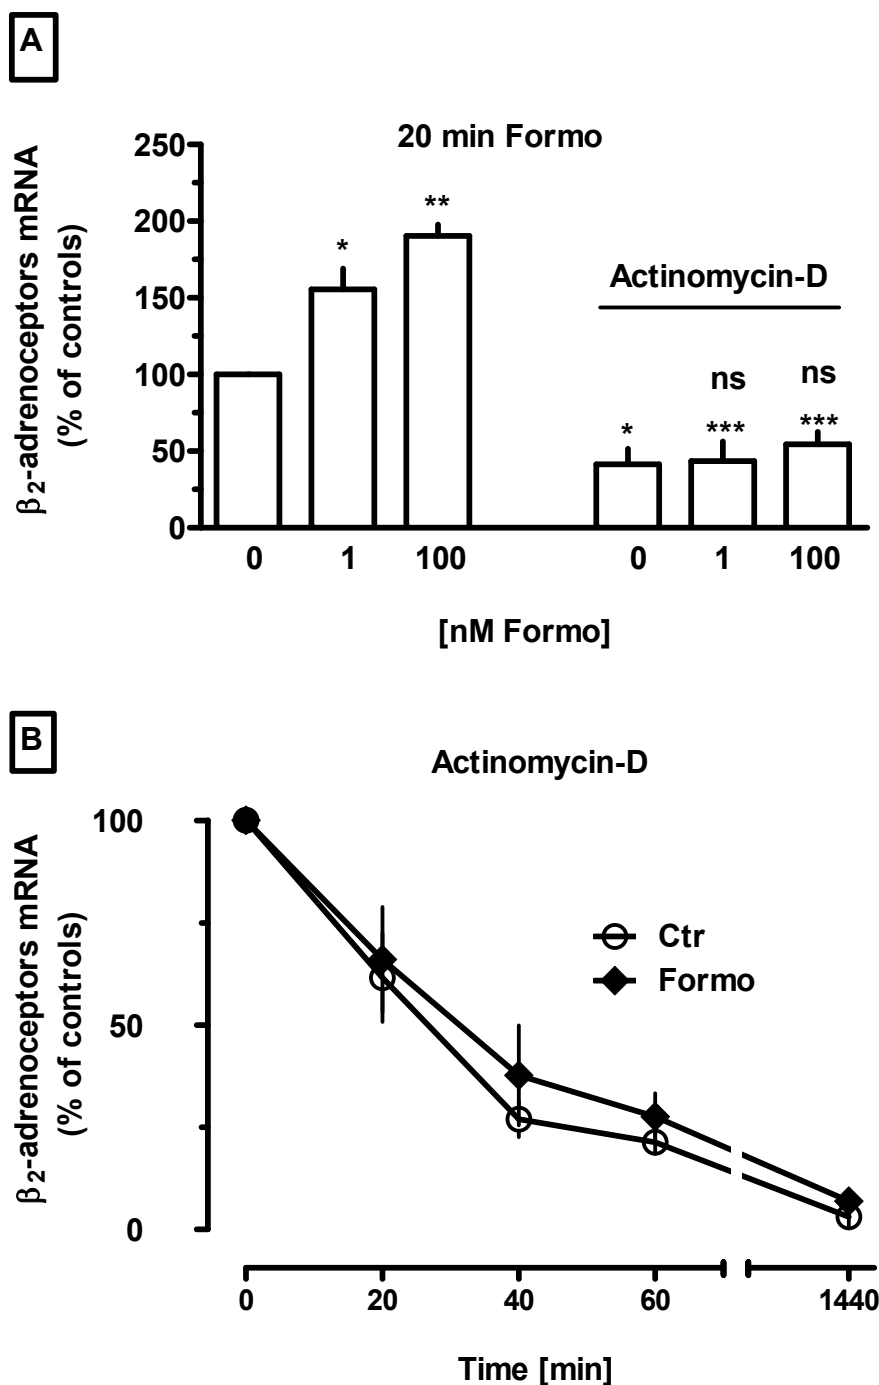 A
20 min Formo
β2-adrenoceptors mRNA
(% of controls)
250
200
150
100
50
0
*
**
Actinomycin-D
ns
ns
*
***
***
0
1
100
0
1
100
[nM Formo]
B
Actinomycin-D
β2-adrenoceptors mRNA
(% of controls)
100
50
0
Ctr
Formo
0
20
40
60
1440
Time [min]